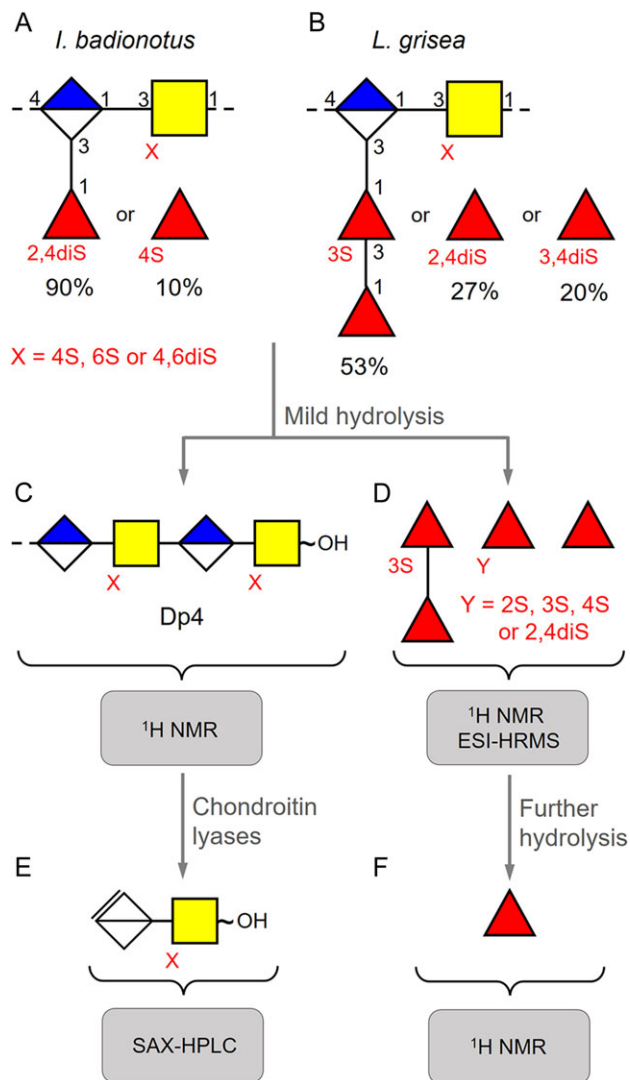 A I. badionotus B L. grisea
4 1 3 1 4 1 3 1
X X
3 3
1 1
or or or
2,4diS 4S 3S 3 2,4diS 3,4diS
90% 10% 1 27% 20%
X = 4S, 6S or 4,6diS 53%
Mild hydrolysis
C D
~OH
X X 3S Y
Dp4 Y = 2S, 3S, 4S
or 2,4diS
¹H NMR ¹H NMR
ESI-HRMS
Chondroitin Further
lyases hydrolysis
E F
~OH
X
SAX-HPLC ¹H NMR